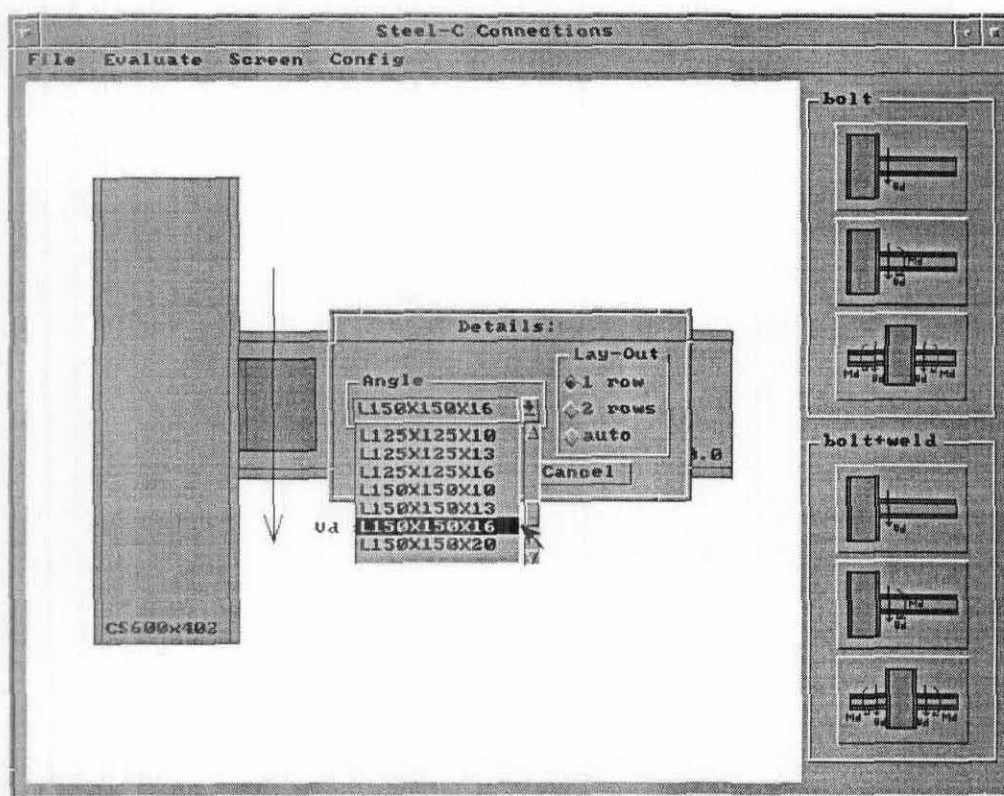 Steel-C Connections
File Evaluate Screen Config
bolt
Details:
Lay-Out
Angle
1 row
L150X150X16
2 rows
L125X125X10
auto
L125X125X13
bolt+weld
L125X125X16
.0
Cancel
L150X150X10
L150X150X13
Vd
L150X150X16
L150X150X20
CS600x402